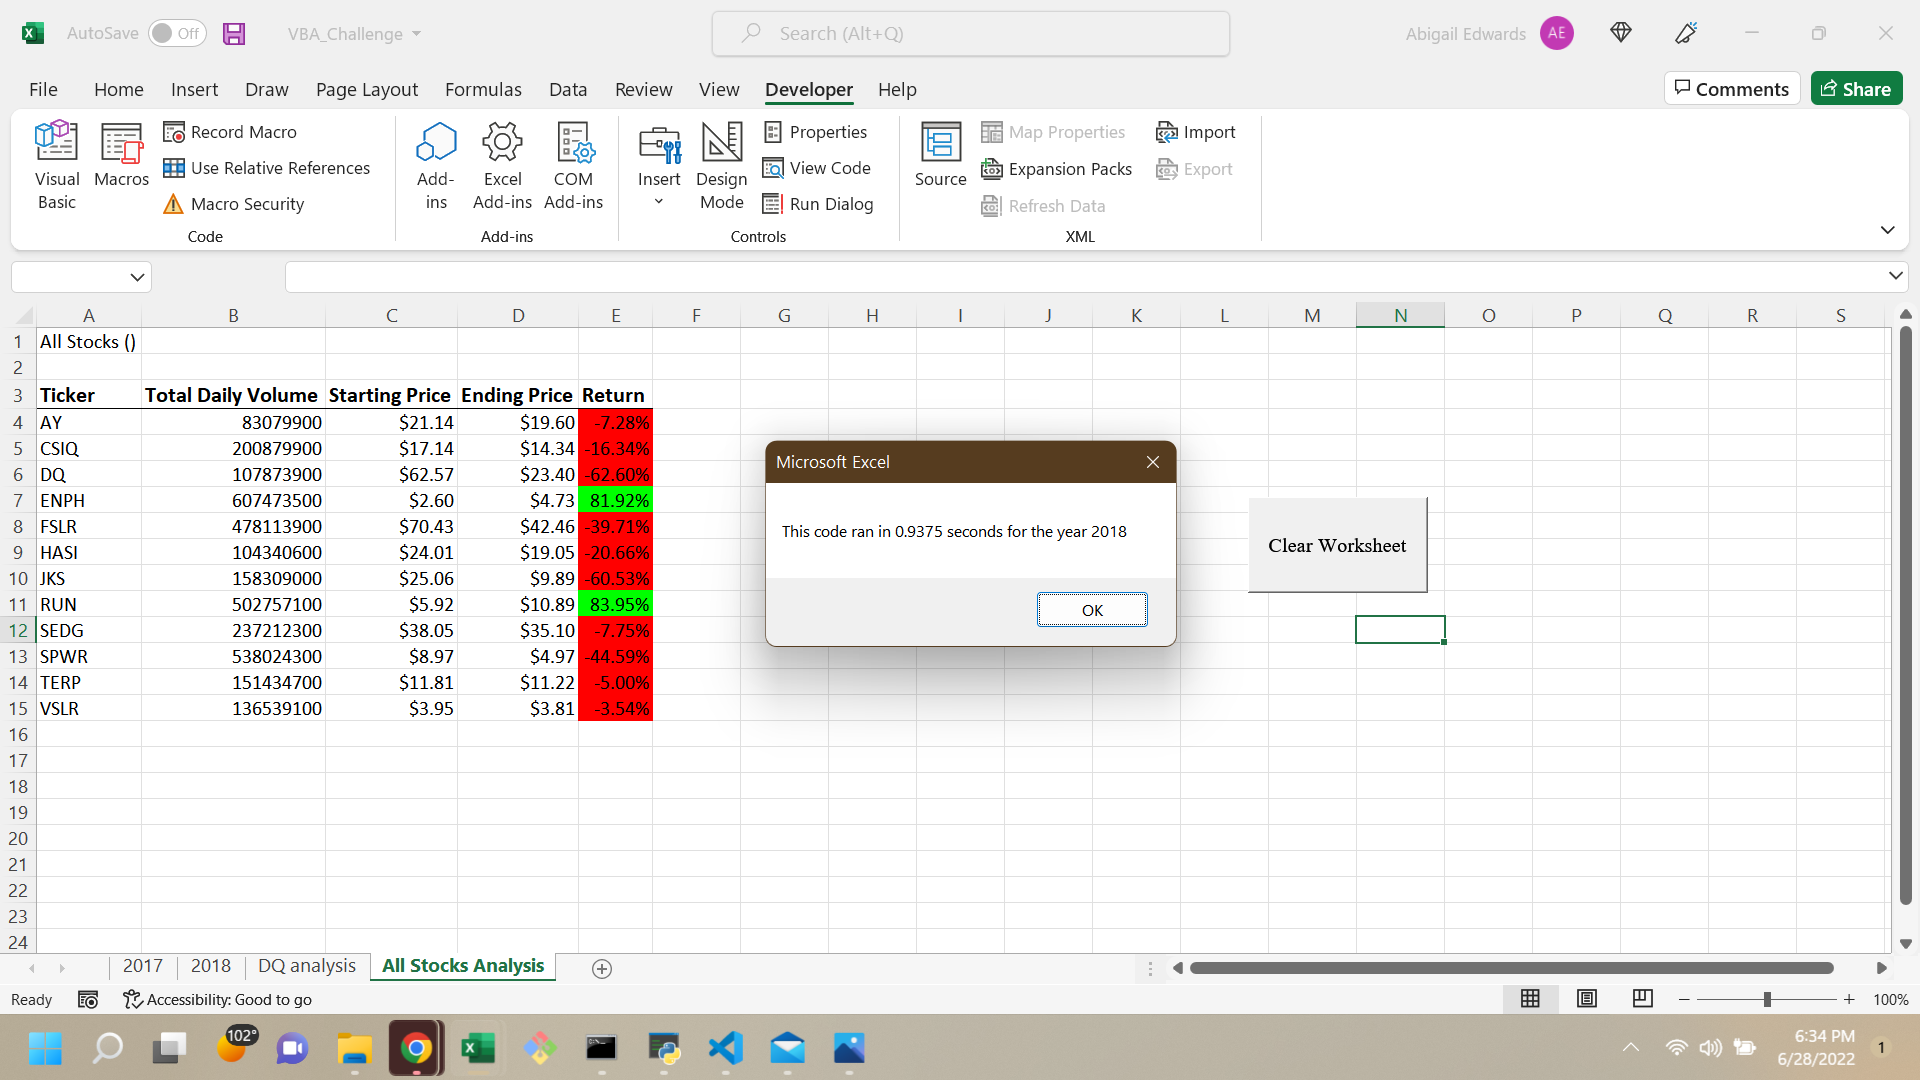 AutoSave Off VBA_Challenge Search (Alt+Q) Abigail Edwards AE
File Home Insert Draw Page Layout Formulas Data Review View Developer Help Comments Share
Visual Basic
Macros
Record Macro
Use Relative References
Macro Security
Code
Add-ins
Excel Add-ins
COM Add-ins
Add-ins
Insert
Design Mode
Properties
View Code
Run Dialog
Controls
Source
Map Properties
Expansion Packs
Refresh Data
Import
Export
XML
A B C D E F G H I J K L M N O P Q R S
1 All Stocks ()
2
3 Ticker Total Daily Volume Starting Price Ending Price Return
4 AY 83079900 $21.14 $19.60 -7.28%
5 CSIQ 200879900 $17.14 $14.34 -16.34%
6 DQ 107873900 $62.57 $23.40 -62.60%
7 ENPH 607473500 $2.60 $4.73 81.92%
8 FSLR 478113900 $70.43 $42.46 -39.71%
9 HASI 104340600 $24.01 $19.05 -20.66%
10 JKS 158309000 $25.06 $9.89 -60.53%
11 RUN 502757100 $5.92 $10.89 83.95%
12 SEDG 237212300 $38.05 $35.10 -7.75%
13 SPWR 538024300 $8.97 $4.97 -44.59%
14 TERP 151434700 $11.81 $11.22 -5.00%
15 VSLR 136539100 $3.95 $3.81 -3.54%
16
17
18
19
20
21
22
23
24
Microsoft Excel
This code ran in 0.9375 seconds for the year 2018
OK
Clear Worksheet
2017 2018 DQ analysis All Stocks Analysis
Ready Accessibility: Good to go 100%
102°
6:34 PM
6/28/2022
1